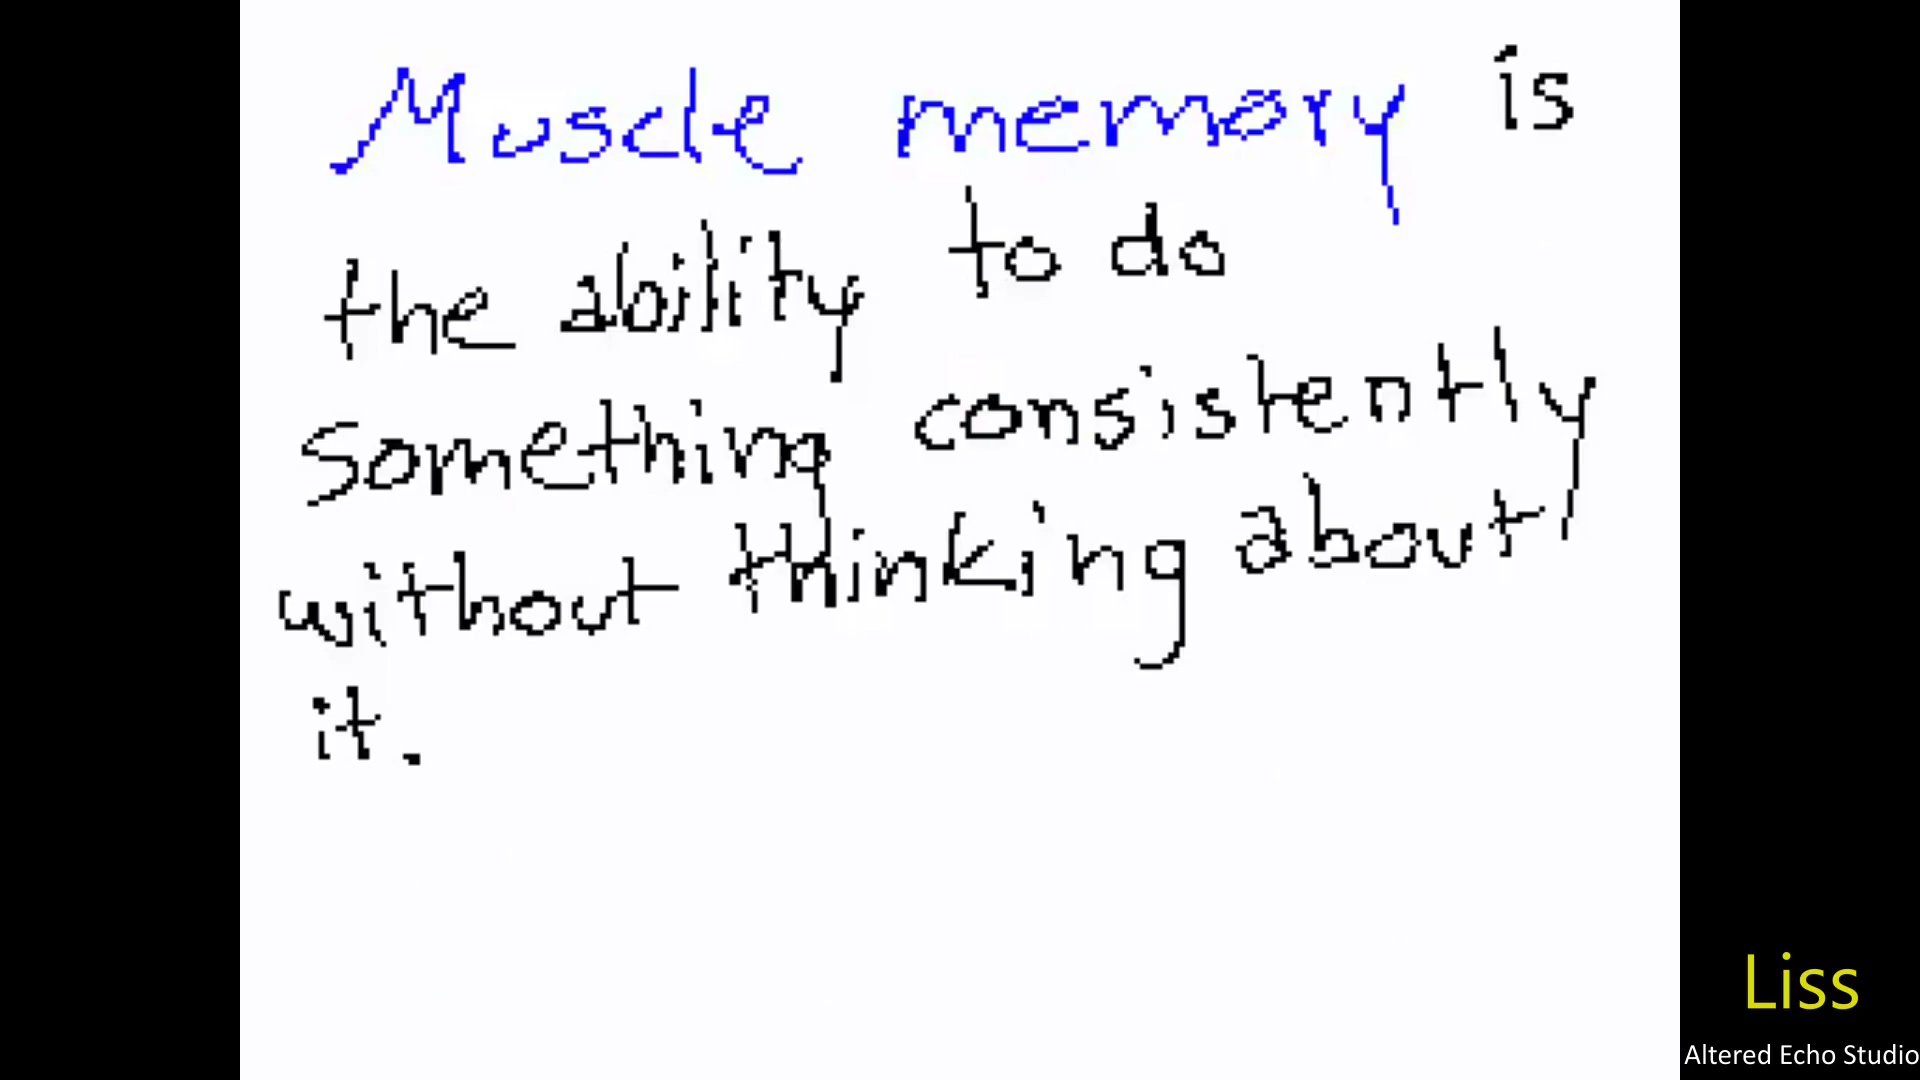 Muscle memory is
the ability to do
something consistently
without thinking about
it.
Liss
Altered Echo Studio